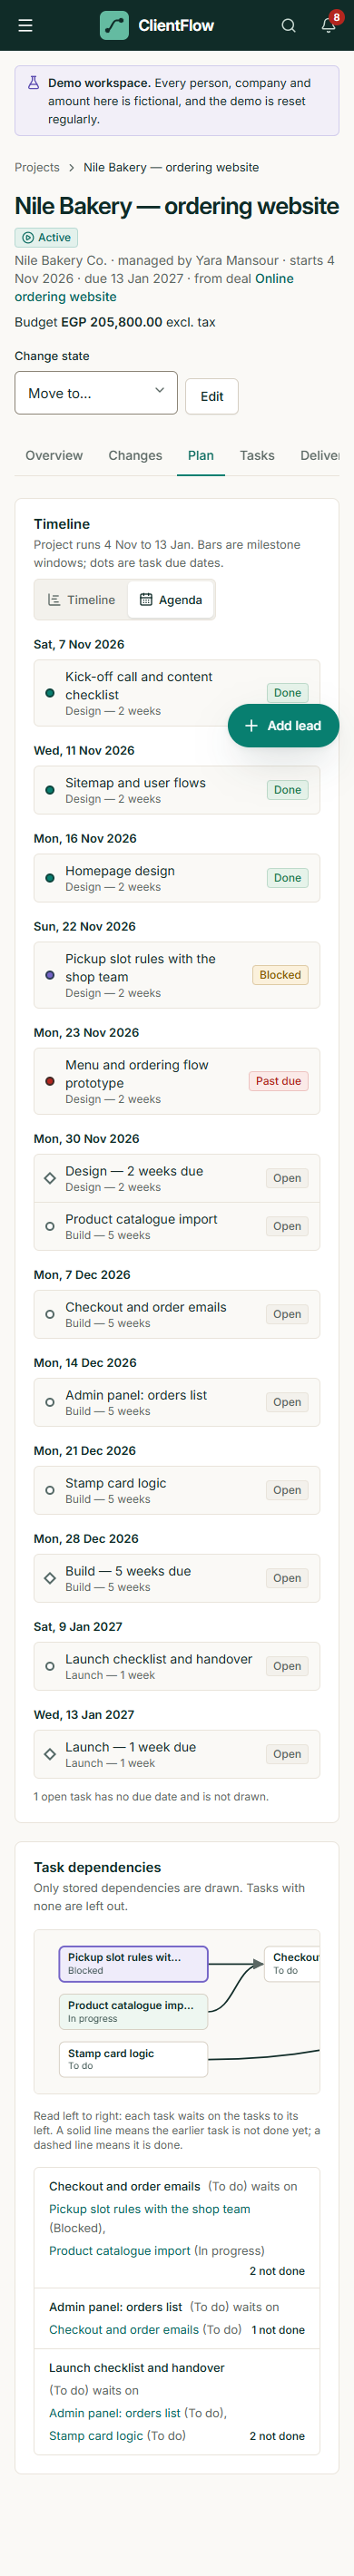 ClientFlow
8
Demo workspace. Every person, company and
amount here is fictional, and the demo is reset
regularly.
Projects > Nile Bakery — ordering website
Nile Bakery — ordering website
Active
Nile Bakery Co. · managed by Yara Mansour · starts 4
Nov 2026 · due 13 Jan 2027 · from deal Online
ordering website
Budget EGP 205,800.00 excl. tax
Change state
Move to...
Edit
Overview Changes Plan Tasks Deliver
Timeline
Project runs 4 Nov to 13 Jan. Bars are milestone
windows; dots are task due dates.
Timeline Agenda
Sat, 7 Nov 2026
Kick-off call and content
checklist
Design — 2 weeks
Done
Add lead
Wed, 11 Nov 2026
Sitemap and user flows
Design — 2 weeks
Done
Mon, 16 Nov 2026
Homepage design
Design — 2 weeks
Done
Sun, 22 Nov 2026
Pickup slot rules with the
shop team
Design — 2 weeks
Blocked
Mon, 23 Nov 2026
Menu and ordering flow
prototype
Design — 2 weeks
Past due
Mon, 30 Nov 2026
Design — 2 weeks due
Design — 2 weeks
Open
Product catalogue import
Build — 5 weeks
Open
Mon, 7 Dec 2026
Checkout and order emails
Build — 5 weeks
Open
Mon, 14 Dec 2026
Admin panel: orders list
Build — 5 weeks
Open
Mon, 21 Dec 2026
Stamp card logic
Build — 5 weeks
Open
Mon, 28 Dec 2026
Build — 5 weeks due
Build — 5 weeks
Open
Sat, 9 Jan 2027
Launch checklist and handover
Launch — 1 week
Open
Wed, 13 Jan 2027
Launch — 1 week due
Launch — 1 week
Open
1 open task has no due date and is not drawn.
Task dependencies
Only stored dependencies are drawn. Tasks with
none are left out.
Pickup slot rules wit...
Blocked
Checkout
To do
Product catalogue imp...
In progress
Stamp card logic
To do
Read left to right: each task waits on the tasks to its
left. A solid line means the earlier task is not done yet; a
dashed line means it is done.
Checkout and order emails (To do) waits on
Pickup slot rules with the shop team
(Blocked),
Product catalogue import (In progress)
2 not done
Admin panel: orders list (To do) waits on
Checkout and order emails (To do) 1 not done
Launch checklist and handover
(To do) waits on
Admin panel: orders list (To do),
Stamp card logic (To do) 2 not done